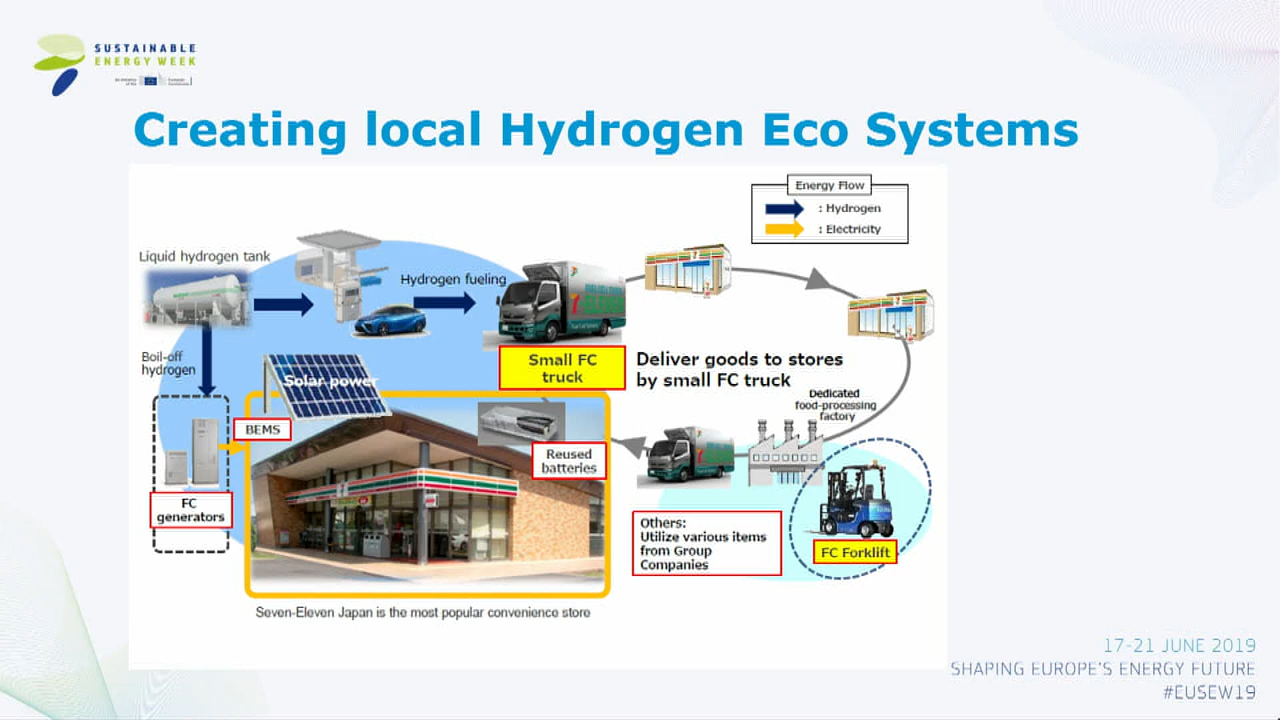 SUSTAINABLE
ENERGY WEEK
Creating local Hydrogen Eco Systems
Energy Flow
: Hydrogen
: Electricity
Liquid hydrogen tank
Hydrogen fueling
Boil-off
hydrogen
Solar power
Small FC
truck
Deliver goods to stores
by small FC truck
Dedicated
food-processing
factory
BEMS
Reused
batteries
FC
generators
Others:
Utilize various items
from Group
Companies
FC Forklift
Seven-Eleven Japan is the most popular convenience store
17-21 JUNE 2019
SHAPING EUROPE'S ENERGY FUTURE
#EUSEW19